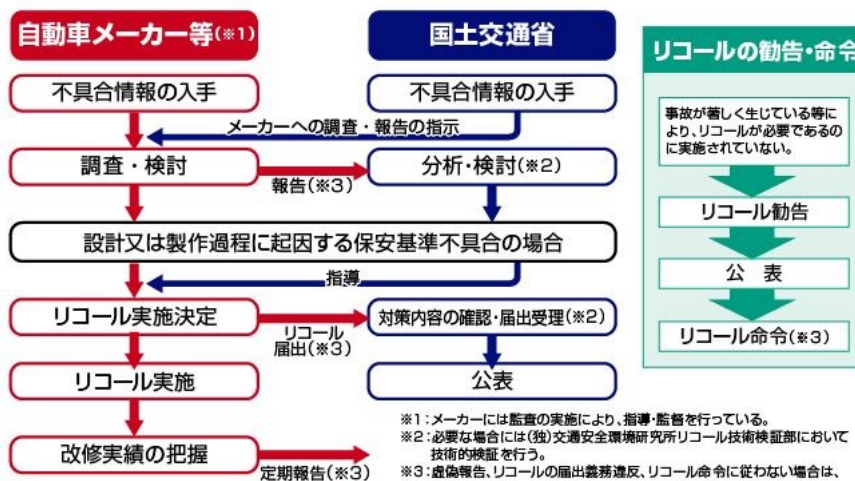 自動車メーカー等(※1)
国土交通省
不具合情報の入手
不具合情報の入手
メーカーへの調査・報告の指示
調査・検討
報告(※3)
分析・検討(※2)
設計又は製作過程に起因する保安基準不具合の場合
指導
リコール実施決定
リコール
届出(※3)
対策内容の確認・届出受理(※2)
リコール実施
公表
改修実績の把握
定期報告(※3)
リコールの勧告・命令
事故が著しく生じている等に
より、リコールが必要であるの
に実施されていない。
リコール勧告
公 表
リコール命令(※3)
※1:メーカーには監査の実施により、指導・監督を行っている。
※2:必要な場合には(独)交通安全環境研究所リコール技術検証部において
技術的検証を行う。
※3:虚偽報告、リコールの届出義務違反、リコール命令に従わない場合は、